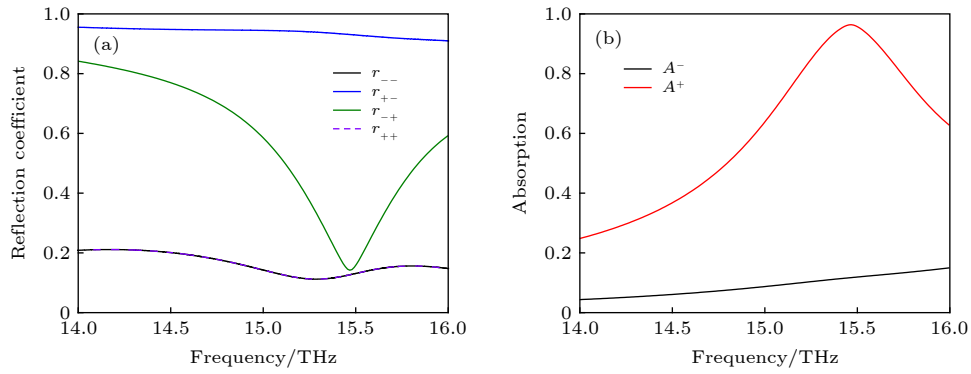 (a)
Reflection coefficient
1.0
0.8
0.6
0.4
0.2
0
14.0 14.5 15.0 15.5 16.0
Frequency/THz
r−−
r+−
r−+
r++
(b)
Absorption
1.0
0.8
0.6
0.4
0.2
0
14.0 14.5 15.0 15.5 16.0
Frequency/THz
A−
A+